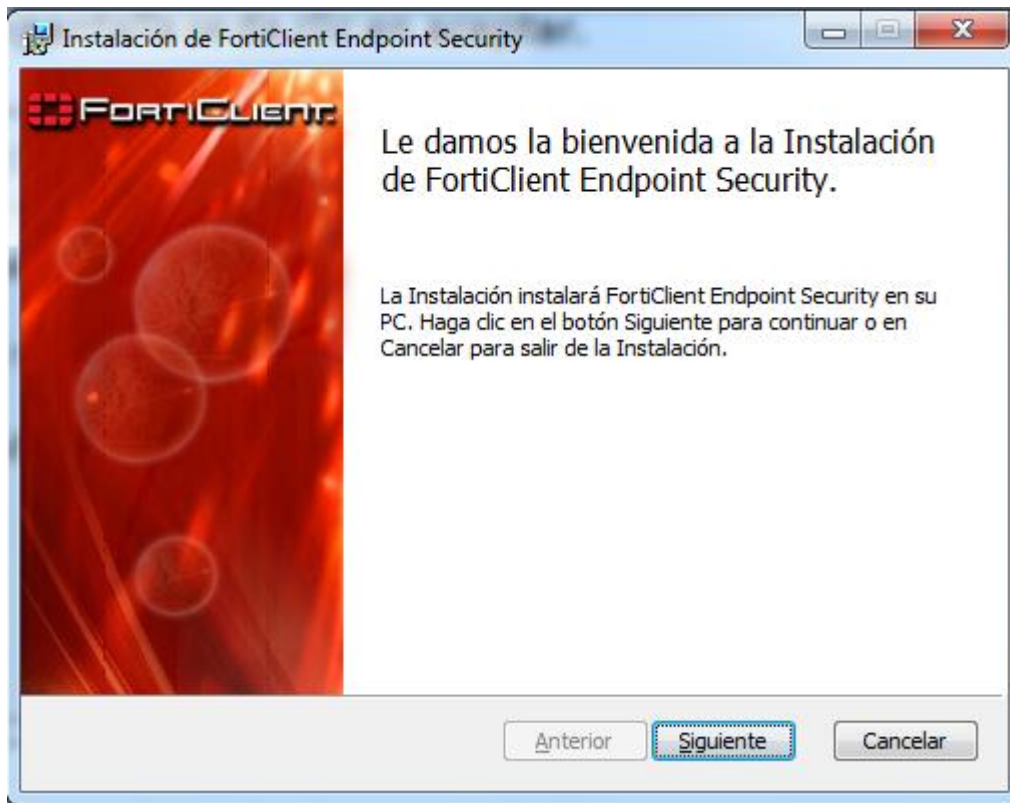 Instalación de FortiClient Endpoint Security
FORTICLIENT
Le damos la bienvenida a la Instalación
de FortiClient Endpoint Security.
La Instalación instalará FortiClient Endpoint Security en su
PC. Haga clic en el botón Siguiente para continuar o en
Cancelar para salir de la Instalación.
Anterior Siguiente Cancelar